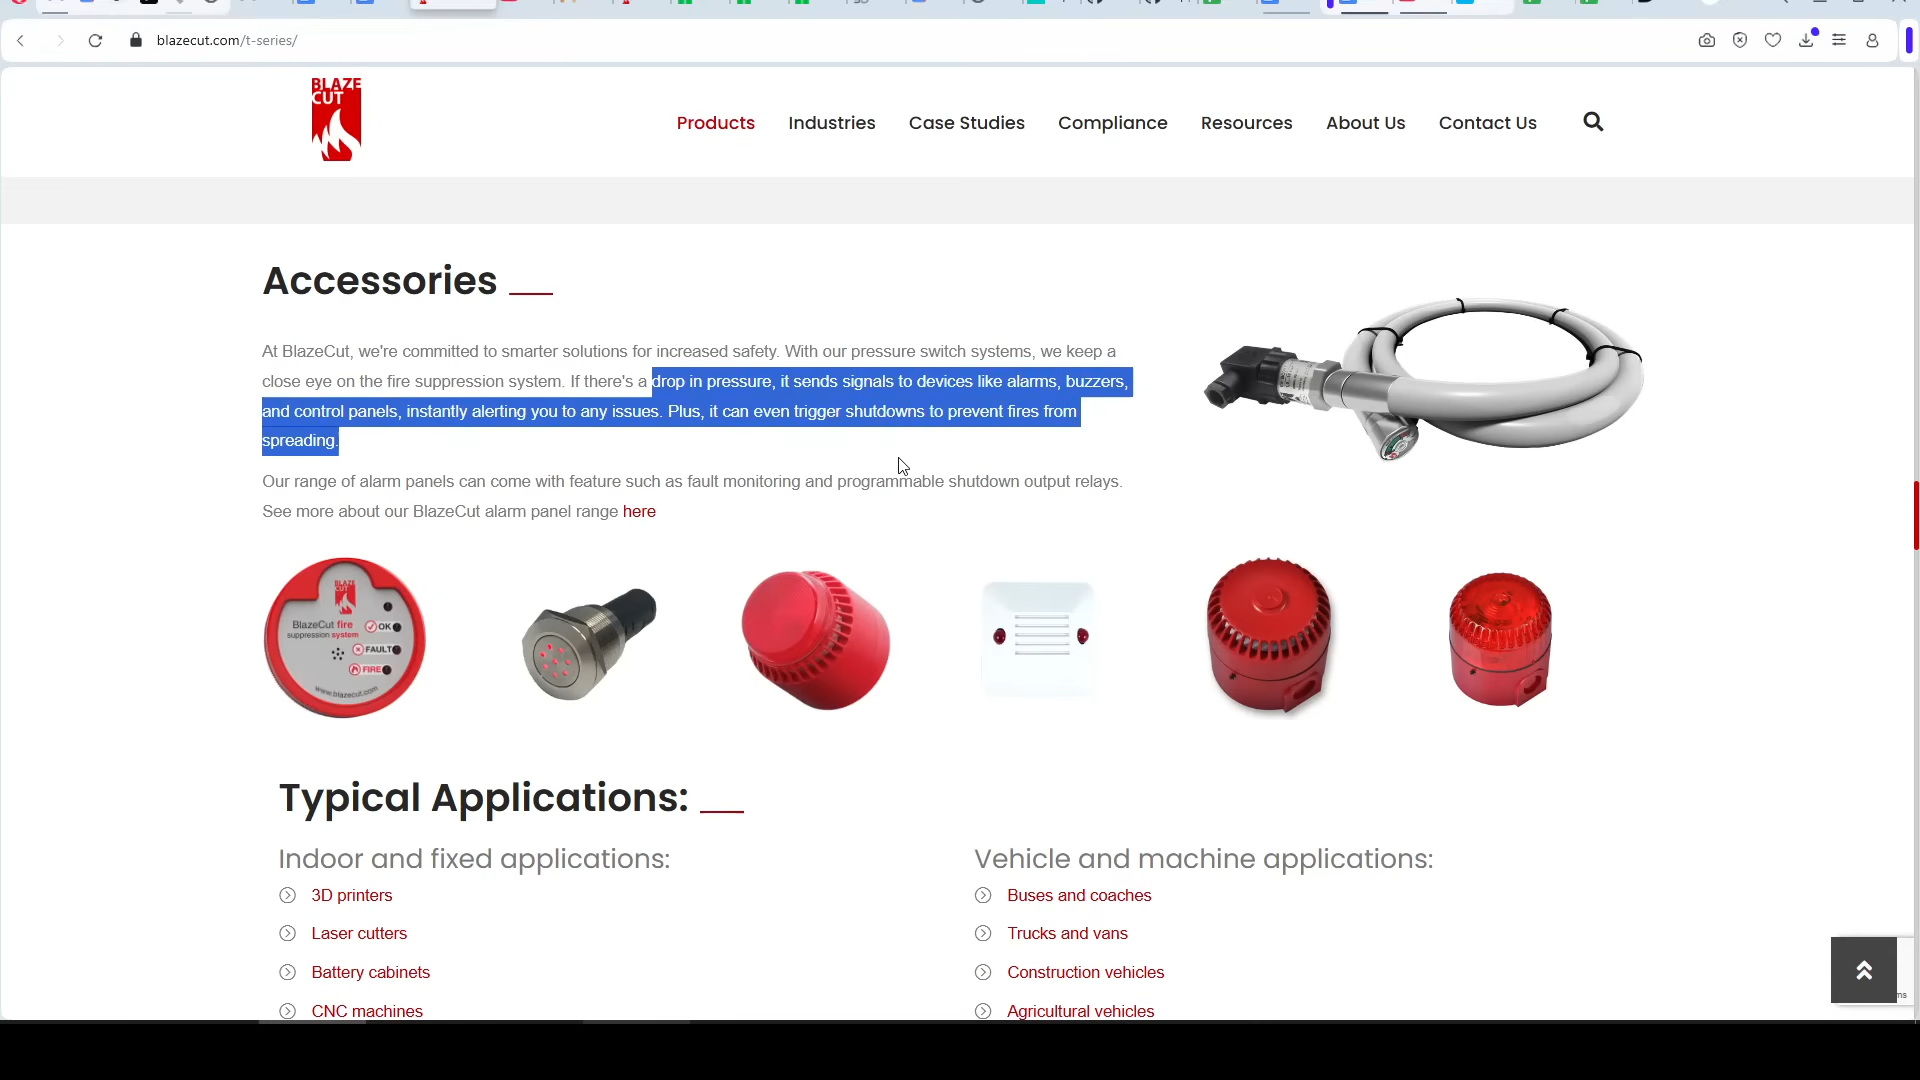 blazecut.com/t-series/
BLAZE
CUT
Products Industries Case Studies Compliance Resources About Us Contact Us
Accessories
At BlazeCut, we're committed to smarter solutions for increased safety. With our pressure switch systems, we keep a
close eye on the fire suppression system. If there's a drop in pressure, it sends signals to devices like alarms, buzzers,
and control panels, instantly alerting you to any issues. Plus, it can even trigger shutdowns to prevent fires from
spreading.
Our range of alarm panels can come with feature such as fault monitoring and programmable shutdown output relays.
See more about our BlazeCut alarm panel range here
BLAZE
CUT
BlazeCut fire
suppression system
OK
FAULT
FIRE
www.blazecut.com
Typical Applications:
Indoor and fixed applications:
3D printers
Laser cutters
Battery cabinets
CNC machines
Vehicle and machine applications:
Buses and coaches
Trucks and vans
Construction vehicles
Agricultural vehicles